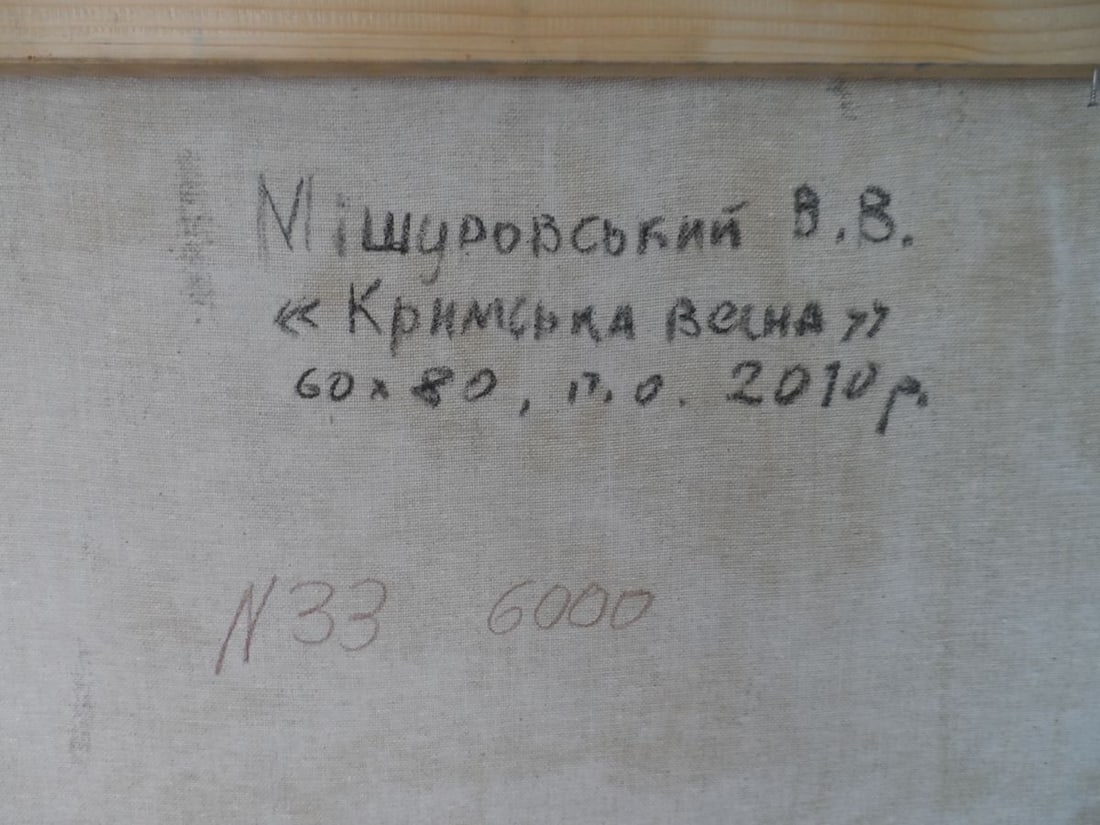 Мішуровський В.В.
« Кримська весна »
60х80, п.о. 2010р.
N33 6000